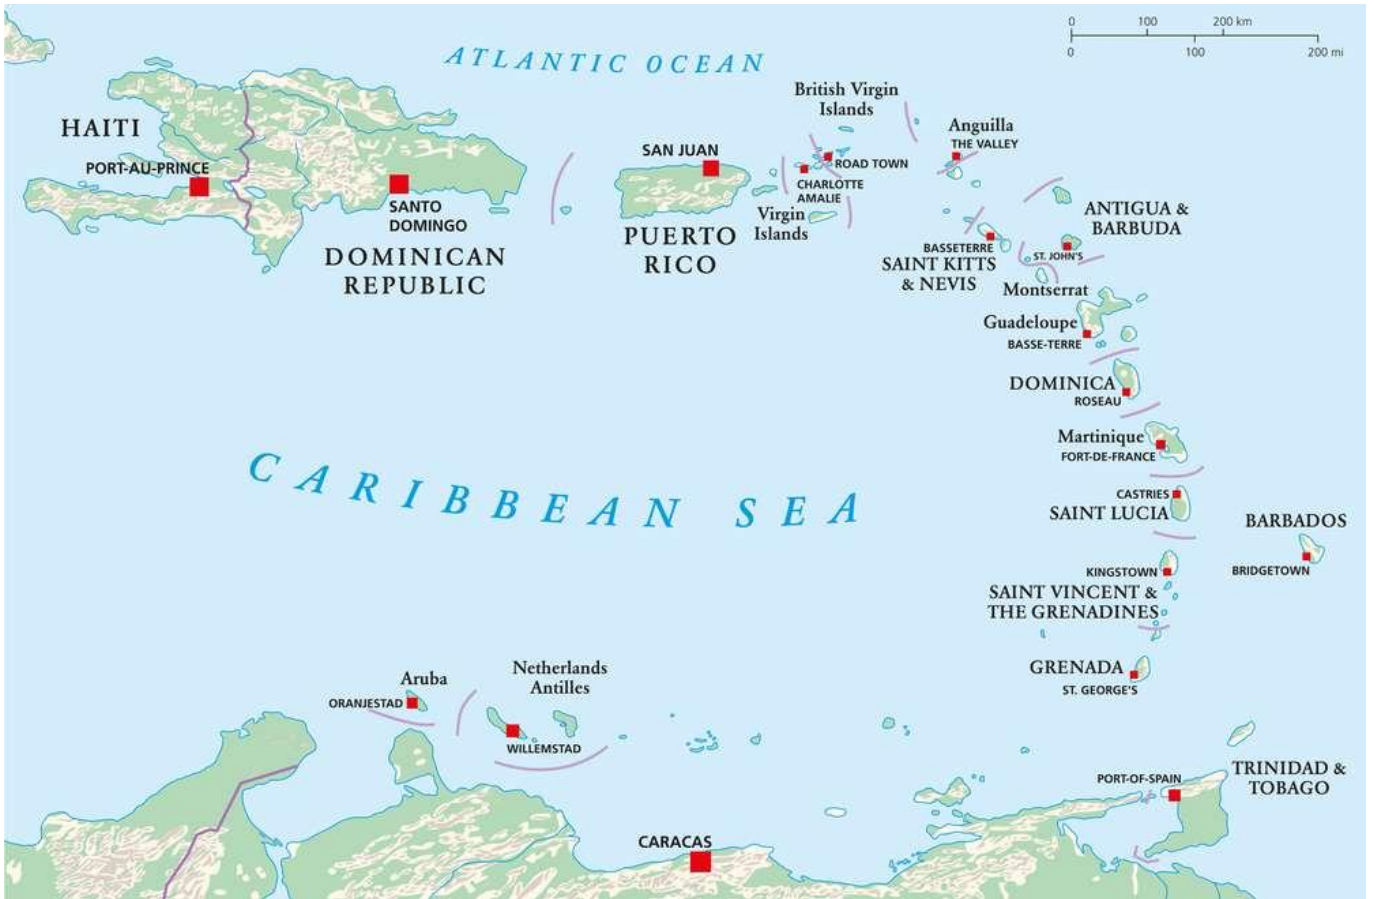 0 100 200 km
0 100 200 mi
ATLANTIC OCEAN
British Virgin
Islands
Anguilla
THE VALLEY
HAITI
PORT-AU-PRINCE
SAN JUAN
ROAD TOWN
CHARLOTTE
AMALIE
SANTO
DOMINGO
Virgin
Islands
ANTIGUA &
BARBUDA
DOMINICAN
REPUBLIC
PUERTO
RICO
BASSETERRE
SAINT KITTS
& NEVIS
ST. JOHN'S
Montserrat
Guadeloupe
BASSE-TERRE
DOMINICA
ROSEAU
Martinique
FORT-DE-FRANCE
CARIBBEAN SEA
CASTRIES
SAINT LUCIA
BARBADOS
BRIDGETOWN
KINGSTOWN
SAINT VINCENT &
THE GRENADINES
GRENADA
ST. GEORGE'S
Aruba
ORANJESTAD
Netherlands
Antilles
WILLEMSTAD
PORT-OF-SPAIN
TRINIDAD &
TOBAGO
CARACAS